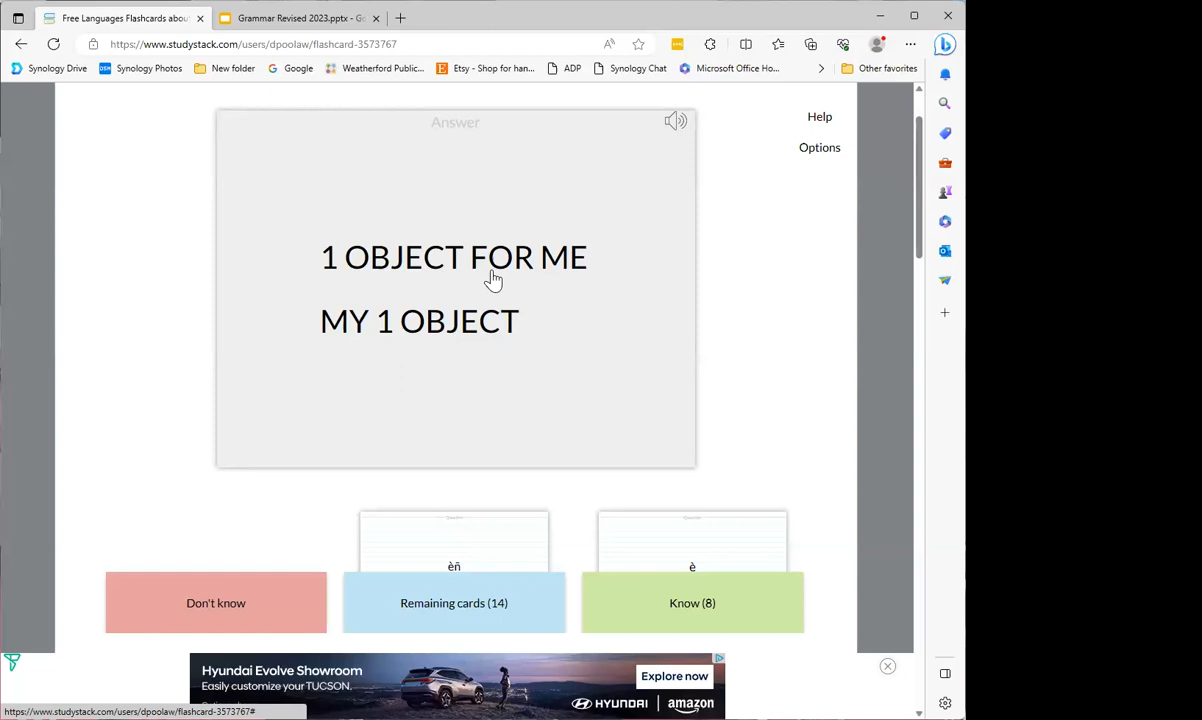 Free Languages Flashcards abou
Grammar Revised 2023.pptx - G
https://www.studystack.com/users/dpoolaw/flashcard-3573767
Synology Drive
DSM Synology Photos
New folder
Google
Weatherford Public...
Etsy - Shop for han...
ADP
Synology Chat
Microsoft Office Ho...
Other favorites
Answer
Help
Options
1 OBJECT FOR ME
MY 1 OBJECT
èñ
è
Don't know
Remaining cards (14)
Know (8)
Hyundai Evolve Showroom
Easily customize your TUCSON.
Explore now
HYUNDAI
amazon
https://www.studystack.com/users/dpoolaw/flashcard-3573767#